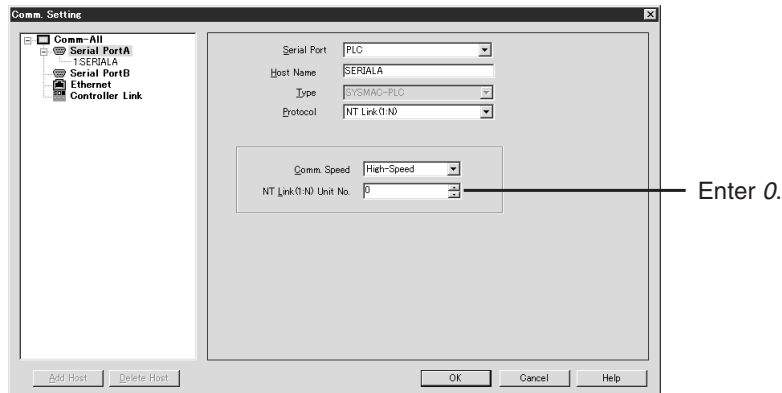 Comm. Setting
Comm-All
Serial PortA
1:SERIALA
Serial PortB
Ethernet
Controller Link
Serial Port PLC
Host Name SERIALA
Type SYSMAC-PLC
Protocol NT Link(1:N)
Comm. Speed High-Speed
NT Link(1:N) Unit No. 0
Enter 0.
Add Host Delete Host OK Cancel Help